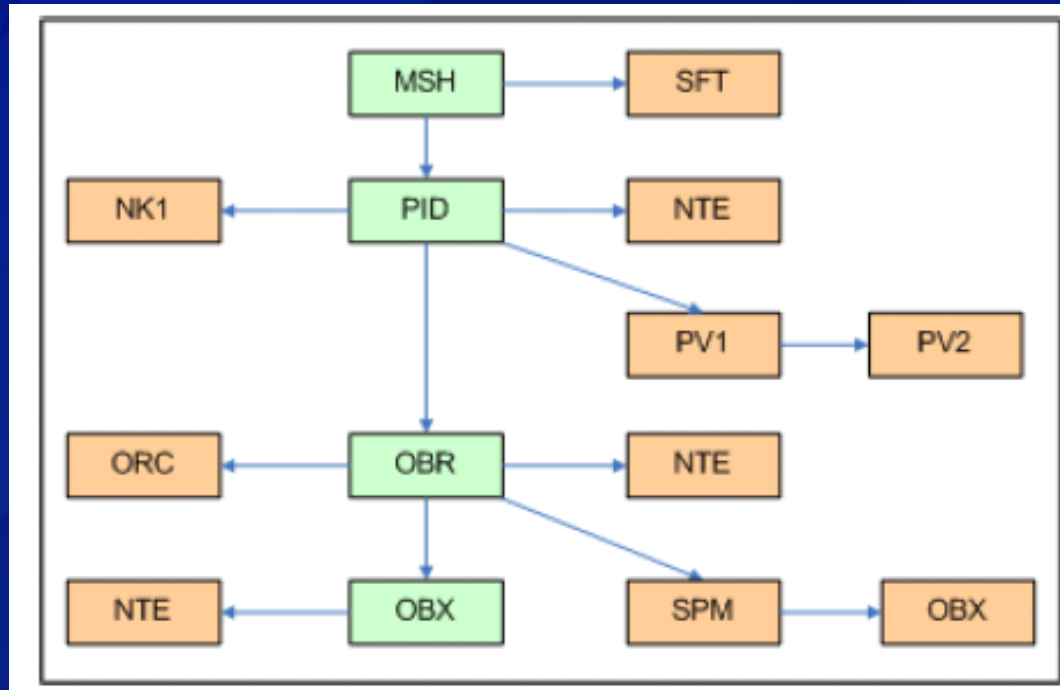 MSH
SFT
NK1
PID
NTE
PV1
PV2
ORC
OBR
NTE
NTE
OBX
SPM
OBX